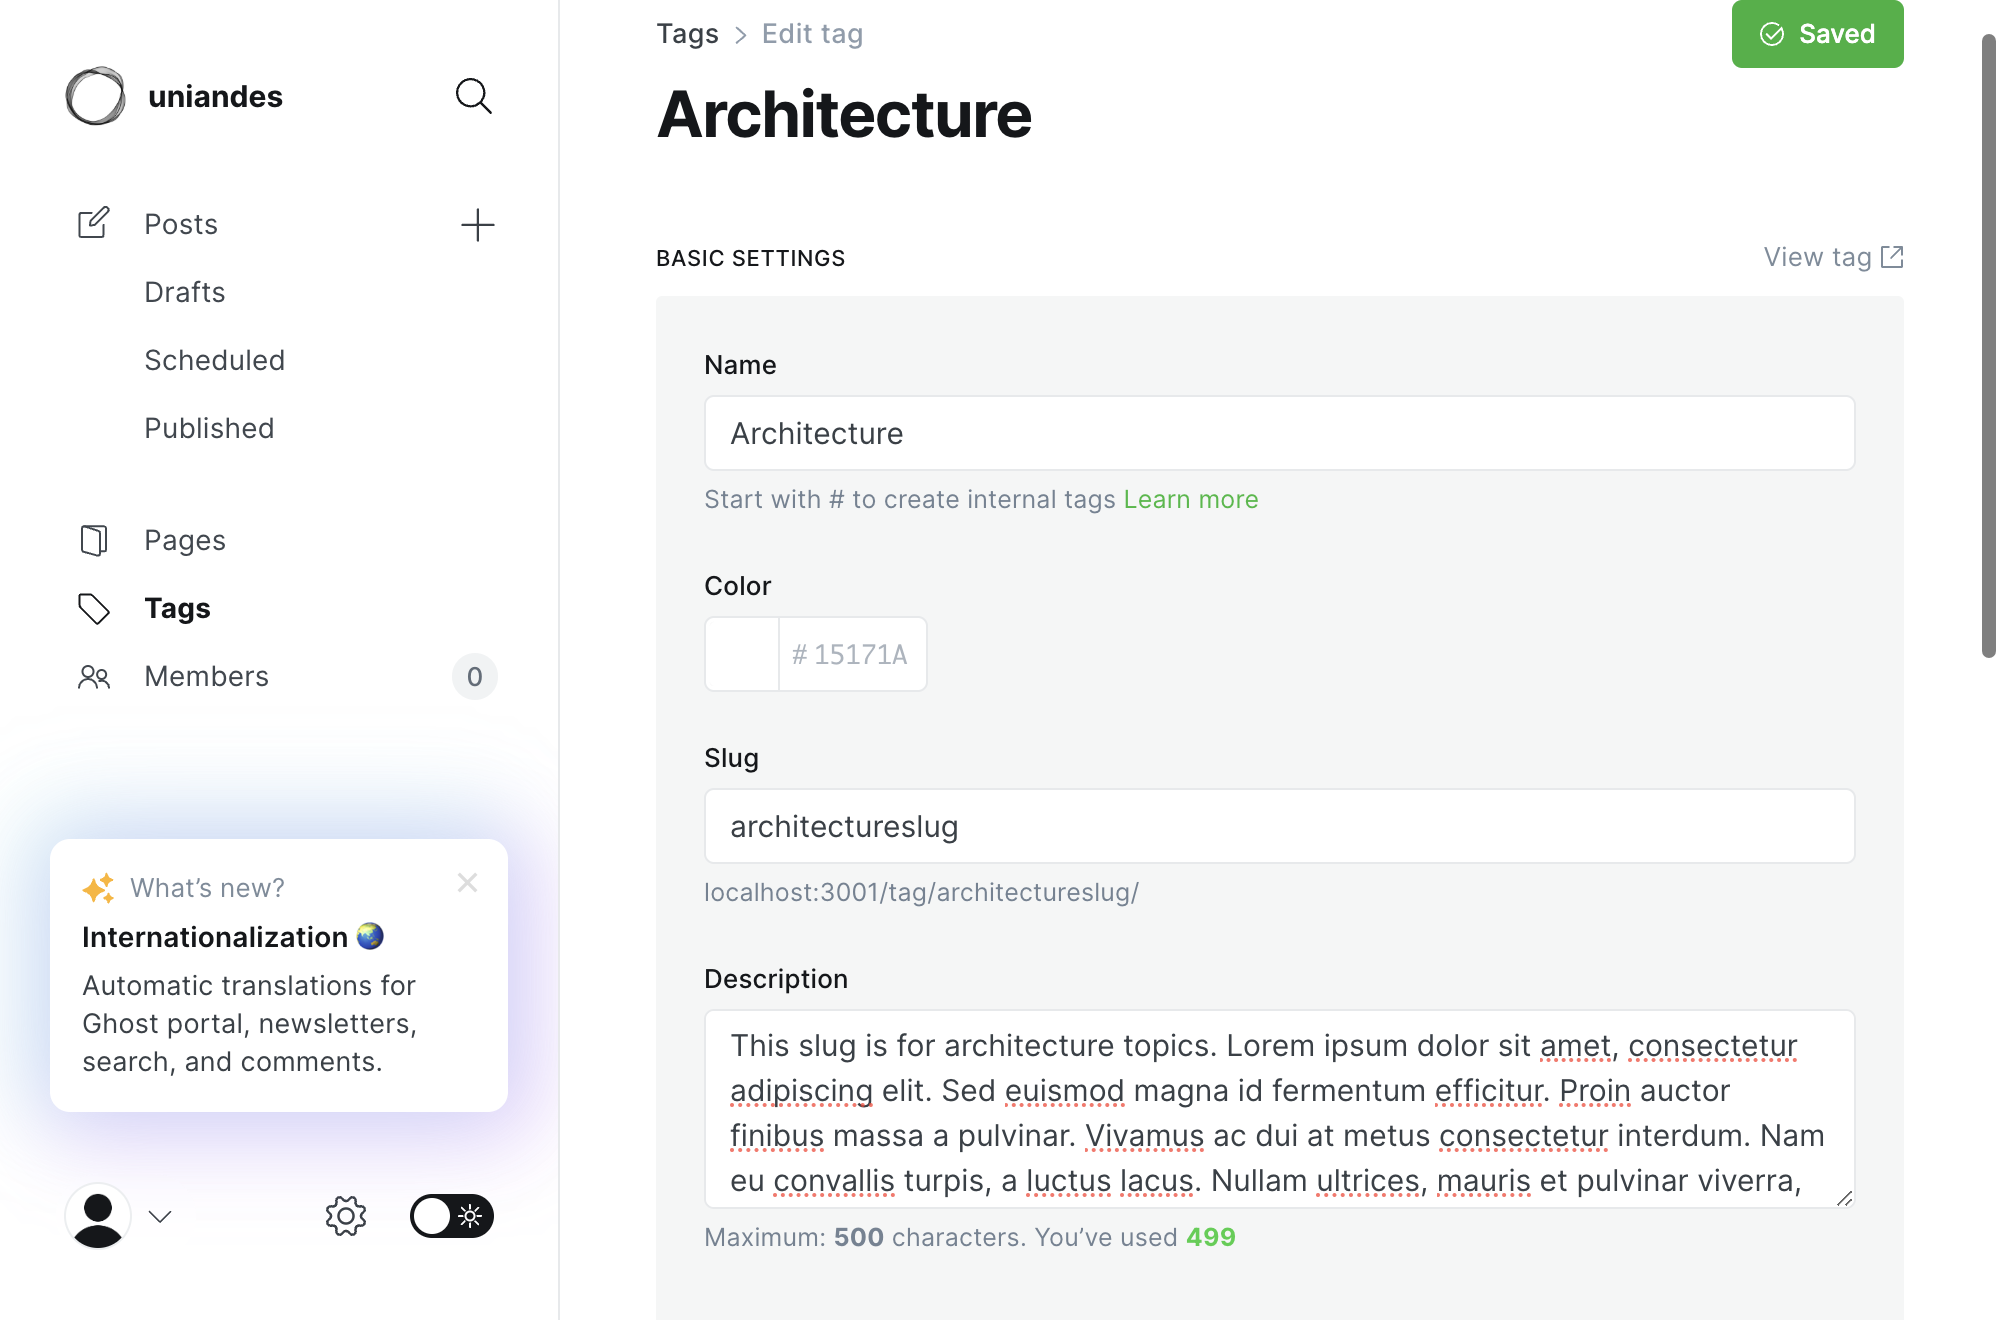 uniandes
Posts
Drafts
Scheduled
Published
Pages
Tags
Members
0
What’s new?
Internationalization
Automatic translations for
Ghost portal, newsletters,
search, and comments.
Tags > Edit tag
Saved
Architecture
BASIC SETTINGS
View tag
Name
Architecture
Start with # to create internal tags Learn more
Color
# 15171A
Slug
architectureslug
localhost:3001/tag/architectureslug/
Description
This slug is for architecture topics. Lorem ipsum dolor sit amet, consectetur
adipiscing elit. Sed euismod magna id fermentum efficitur. Proin auctor
finibus massa a pulvinar. Vivamus ac dui at metus consectetur interdum. Nam
eu convallis turpis, a luctus lacus. Nullam ultrices, mauris et pulvinar viverra,
Maximum: 500 characters. You’ve used 499